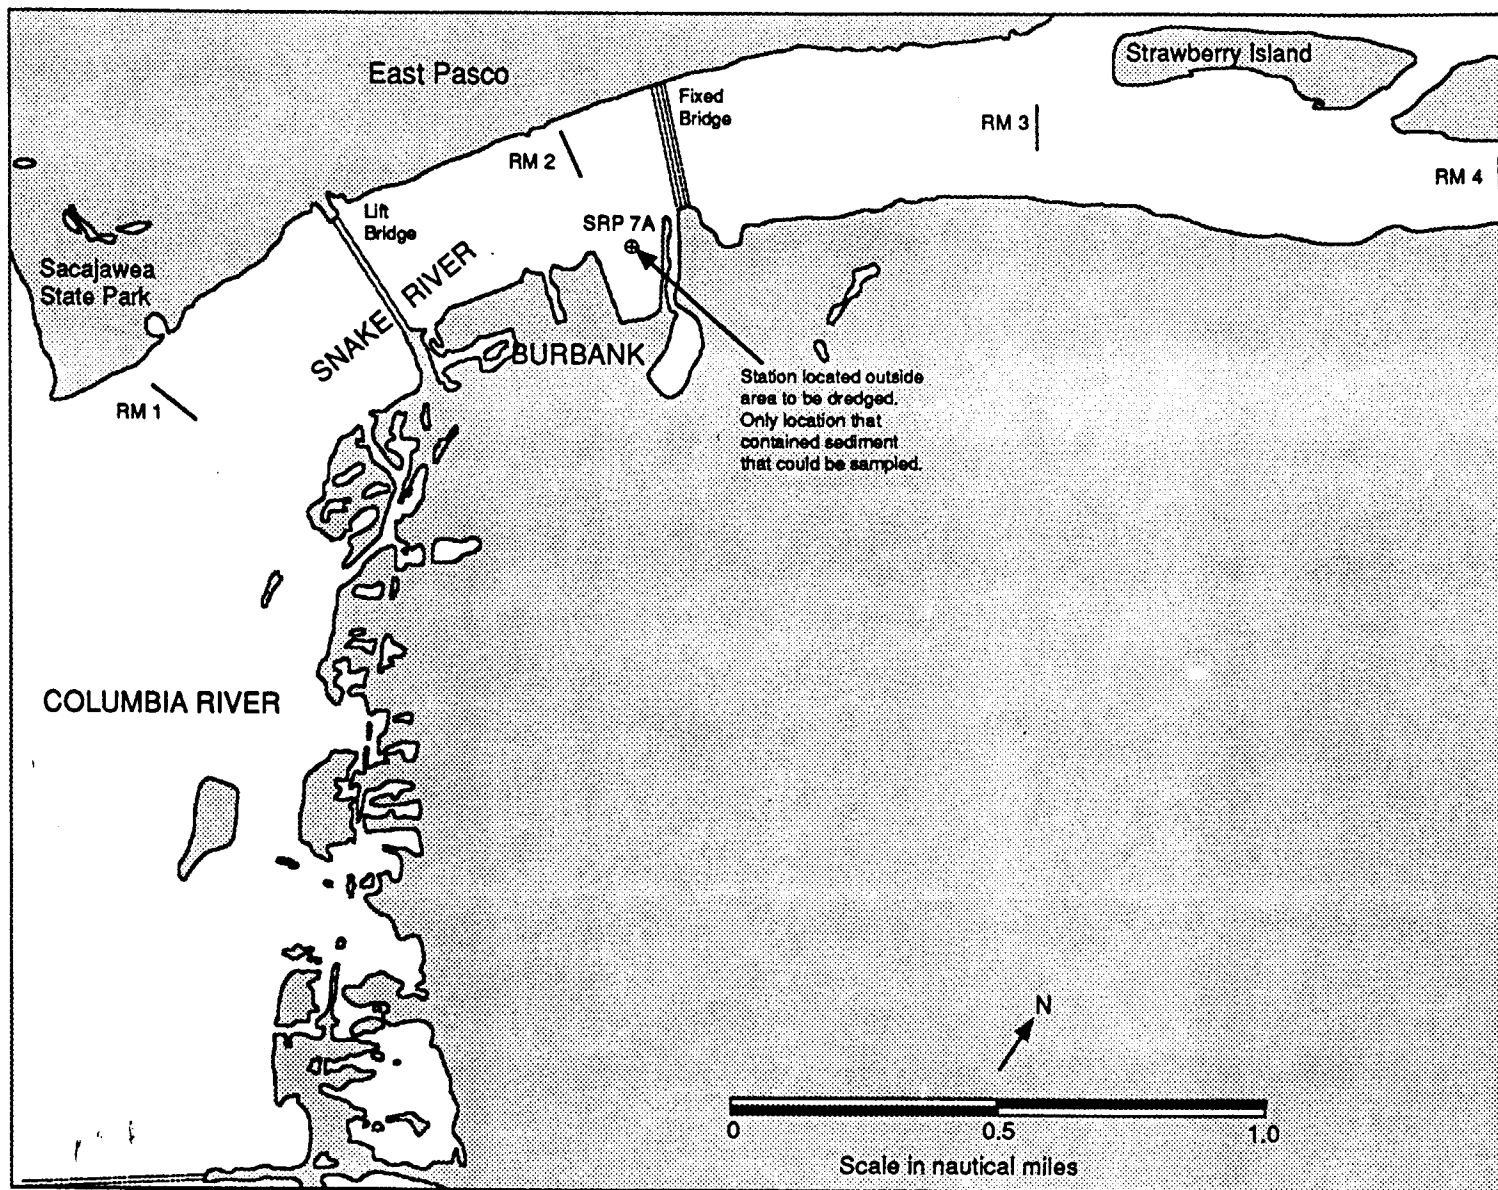 East Pasco
Strawberry Island
Fixed
Bridge
RM 3
RM 2
RM 4
Lift
Bridge
SRP 7A
Sacajawea
State Park
SNAKE RIVER
BURBANK
RM 1
Station located outside
area to be dredged.
Only location that
contained sediment
that could be sampled.
COLUMBIA RIVER
N
0 0.5 1.0
Scale in nautical miles